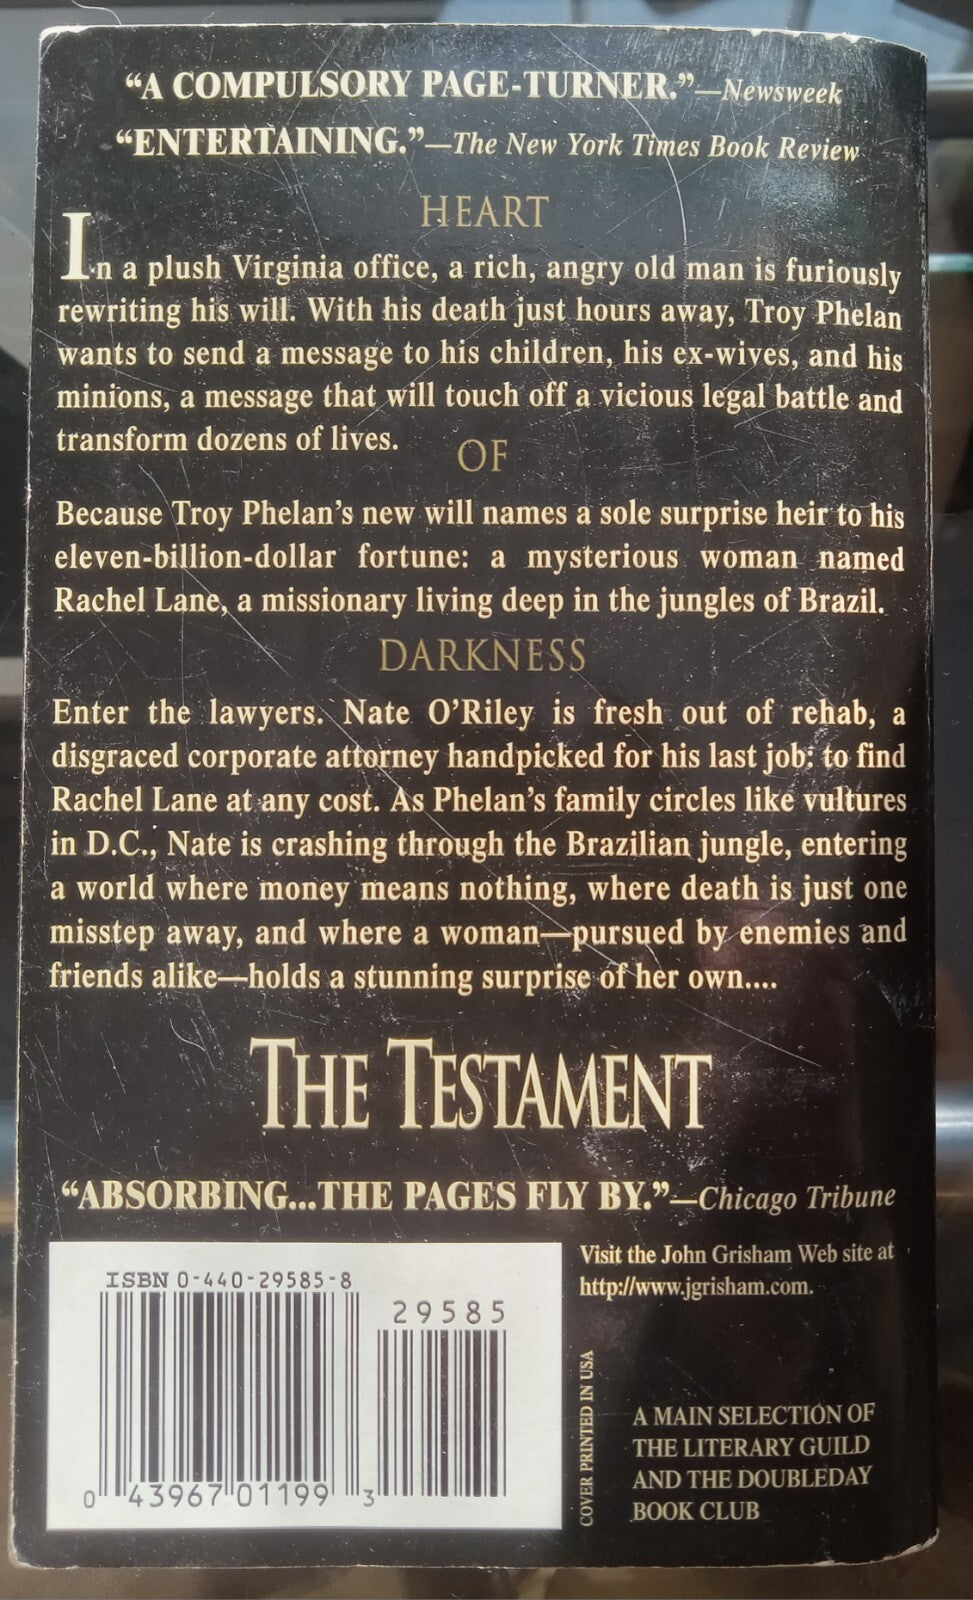 “A COMPULSORY PAGE-TURNER.”—Newsweek
“ENTERTAINING.”—The New York Times Book Review
HEART
In a plush Virginia office, a rich, angry old man is furiously
rewriting his will. With his death just hours away, Troy Phelan
wants to send a message to his children, his ex-wives, and his
minions, a message that will touch off a vicious legal battle and
transform dozens of lives.
OF
Because Troy Phelan’s new will names a sole surprise heir to his
eleven-billion-dollar fortune: a mysterious woman named
Rachel Lane, a missionary living deep in the jungles of Brazil.
DARKNESS
Enter the lawyers. Nate O’Riley is fresh out of rehab, a
disgraced corporate attorney handpicked for his last job: to find
Rachel Lane at any cost. As Phelan’s family circles like vultures
in D.C., Nate is crashing through the Brazilian jungle, entering
a world where money means nothing, where death is just one
misstep away, and where a woman—pursued by enemies and
friends alike—holds a stunning surprise of her own....
THE TESTAMENT
“ABSORBING...THE PAGES FLY BY.”—Chicago Tribune
Visit the John Grisham Web site at
http://www.jgrisham.com.
ISBN 0-440-29585-8
29585
0 43967 01199 3
COVER PRINTED IN USA
A MAIN SELECTION OF
THE LITERARY GUILD
AND THE DOUBLEDAY
BOOK CLUB